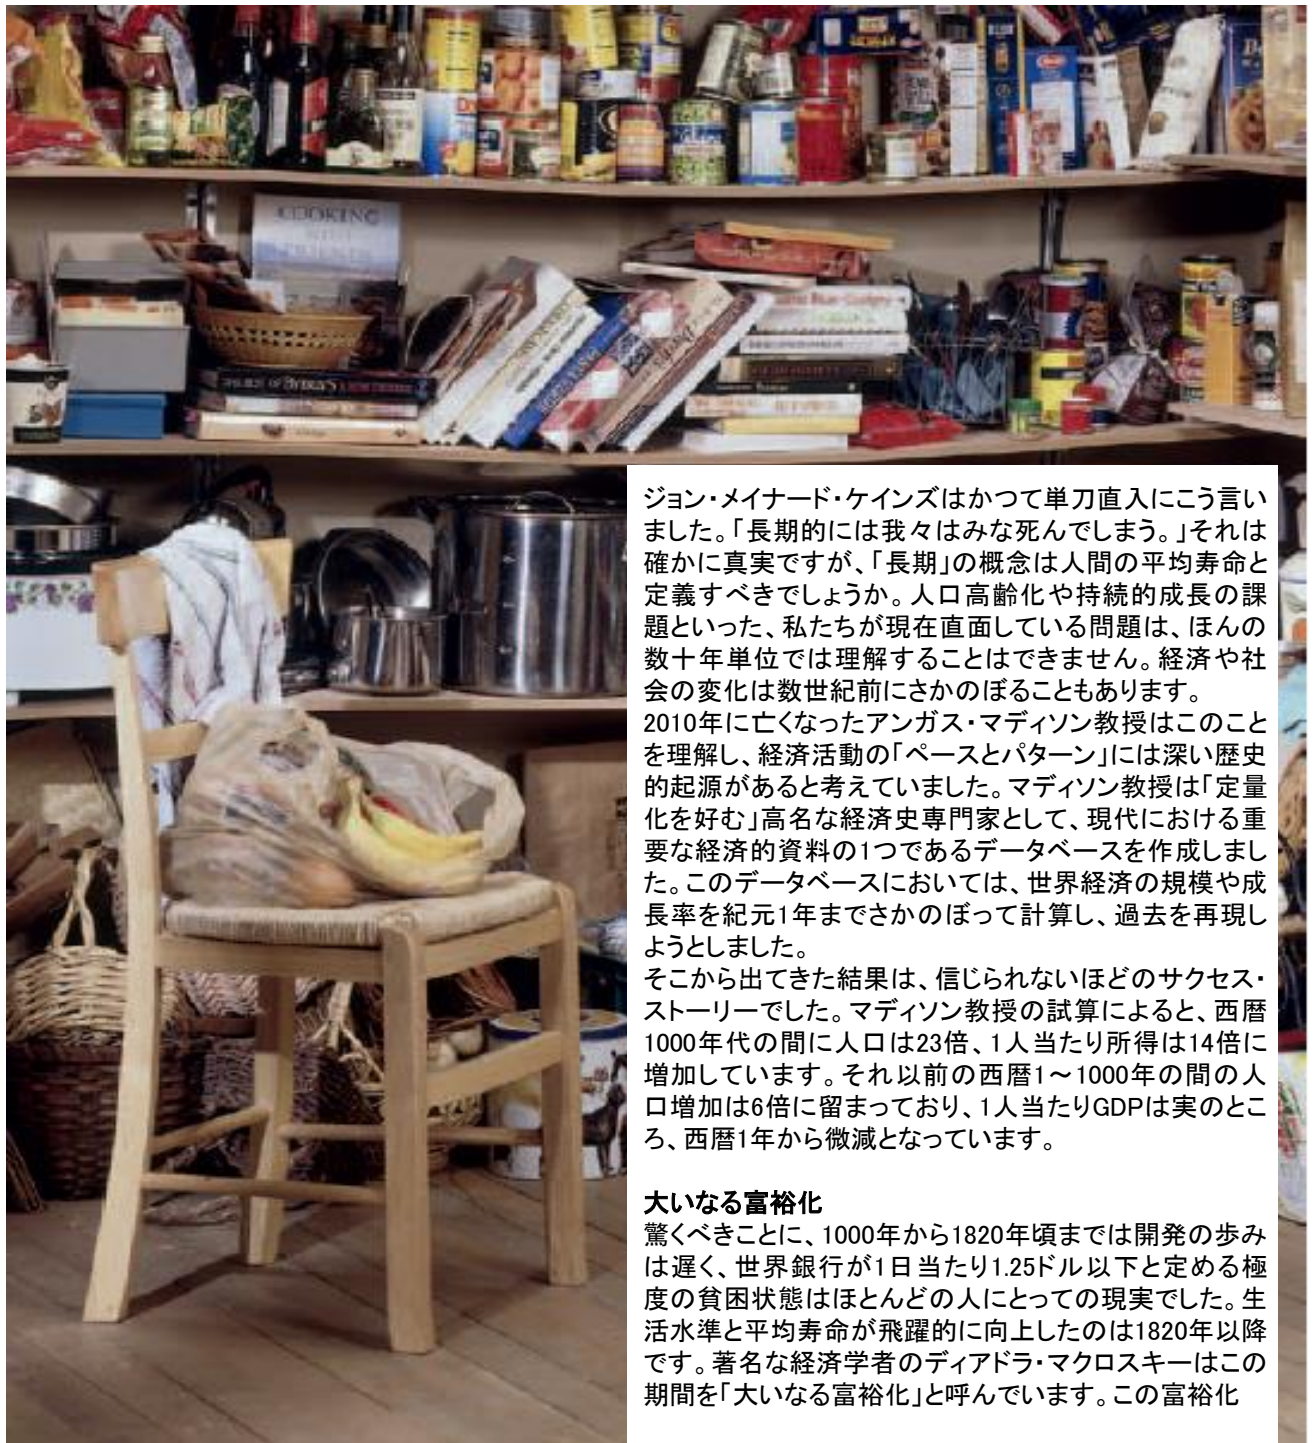 COOKING
ジョン・メイナード・ケインズはかつて単刀直入にこう言い
ました。「長期的には我々はみな死んでしまう。」それは
確かに真実ですが、「長期」の概念は人間の平均寿命と
定義すべきでしょうか。人口高齢化や持続的成長の課
題といった、私たちが現在直面している問題は、ほんの
数十年単位では理解することはできません。経済や社
会の変化は数世紀前にさかのぼることもあります。
2010年に亡くなったアンガス・マディソン教授はこのこと
を理解し、経済活動の「ペースとパターン」には深い歴史
的起源があると考えていました。マディソン教授は「定量
化を好む」高名な経済史専門家として、現代における重
要な経済的資料の1つであるデータベースを作成しまし
た。このデータベースにおいては、世界経済の規模や成
長率を紀元1年までさかのぼって計算し、過去を再現し
ようとしました。
そこから出てきた結果は、信じられないほどのサクセス・
ストーリーでした。マディソン教授の試算によると、西暦
1000年代の間に人口は23倍、1人当たり所得は14倍に
増加しています。それ以前の西暦1～1000年の間の人
口増加は6倍に留まっており、1人当たりGDPは実のとこ
ろ、西暦1年から微減となっています。
大いなる富裕化
驚くべきことに、1000年から1820年頃までは開発の歩み
は遅く、世界銀行が1日当たり1.25ドル以下と定める極
度の貧困状態はほとんどの人にとっての現実でした。生
活水準と平均寿命が飛躍的に向上したのは1820年以降
です。著名な経済学者のディアドラ・マクロスキーはこの
期間を「大いなる富裕化」と呼んでいます。この富裕化